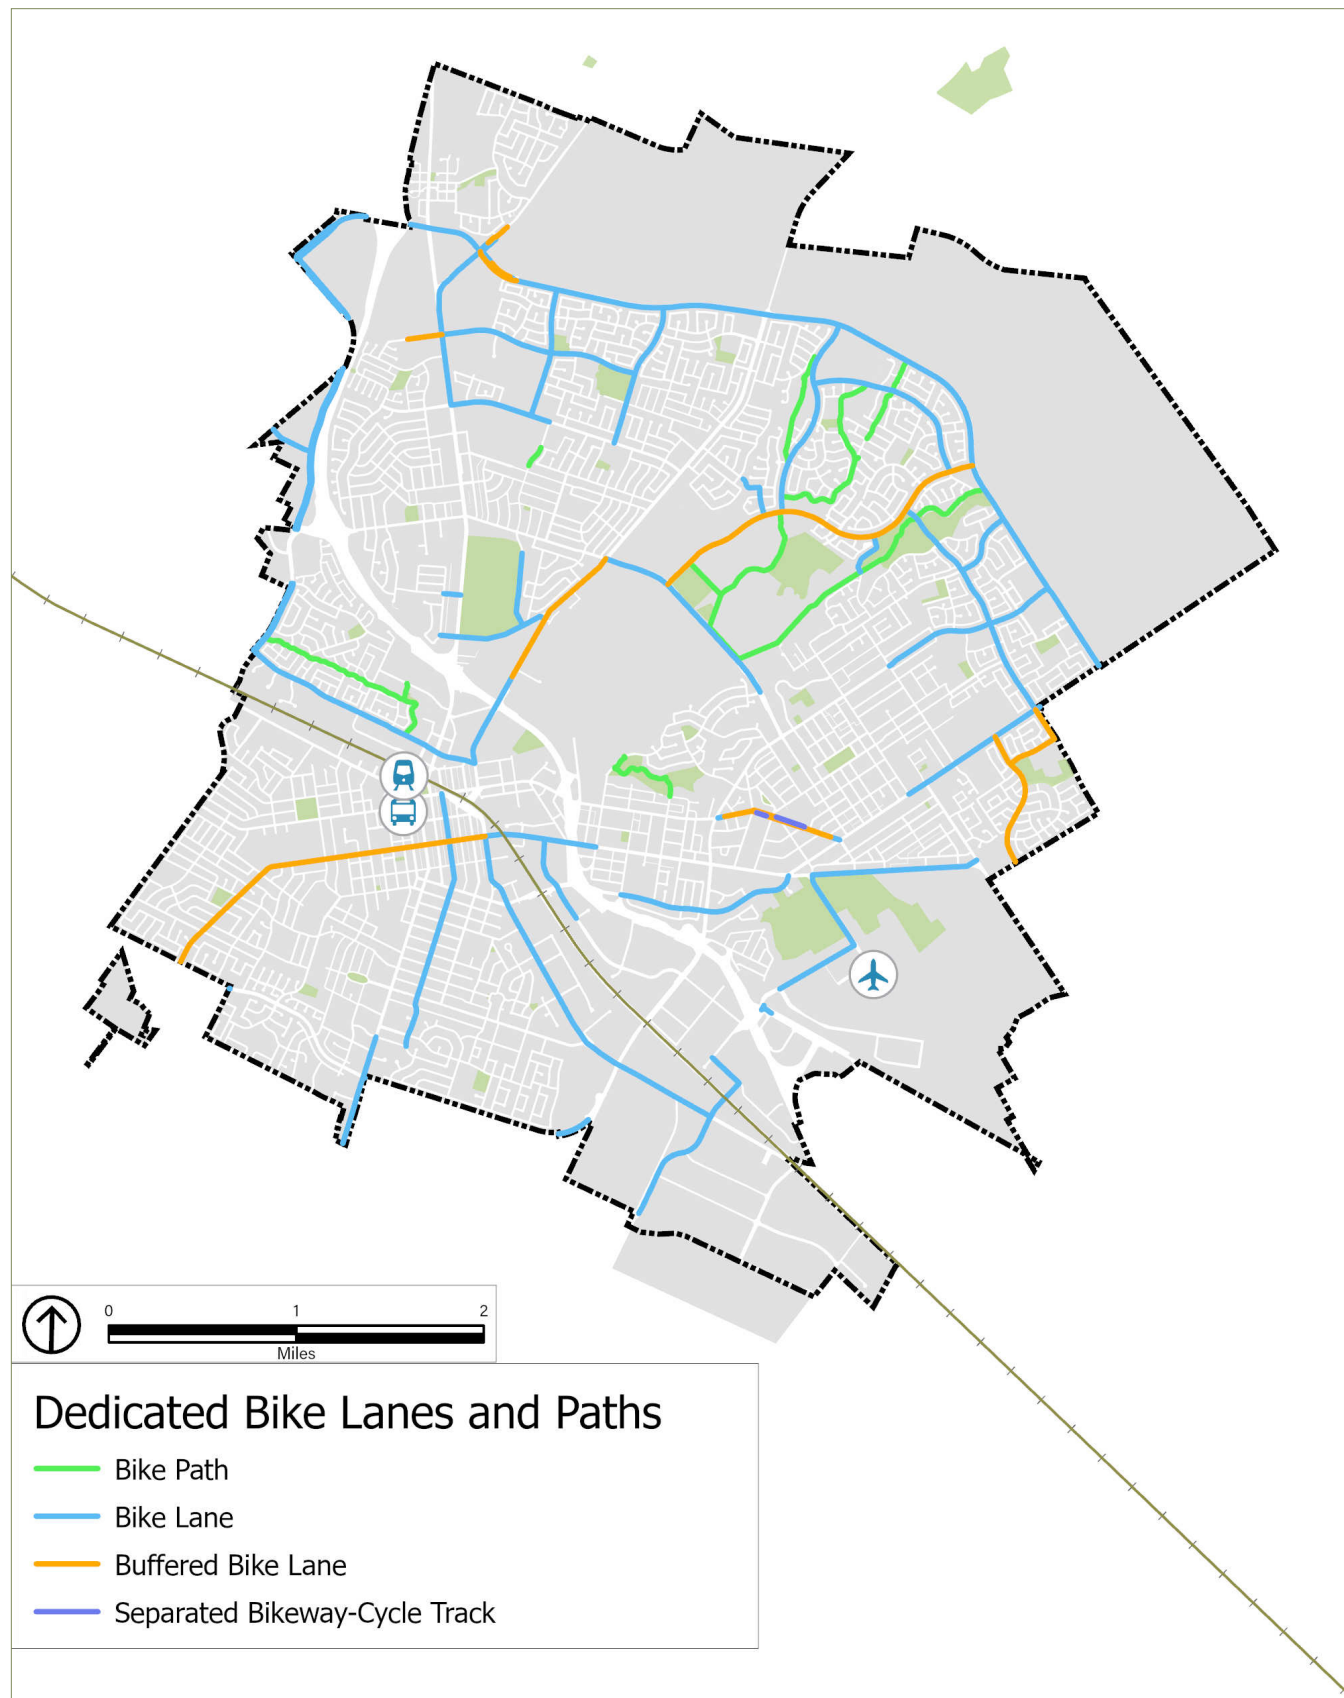 0 1 2
Miles
Dedicated Bike Lanes and Paths
Bike Path
Bike Lane
Buffered Bike Lane
Separated Bikeway-Cycle Track